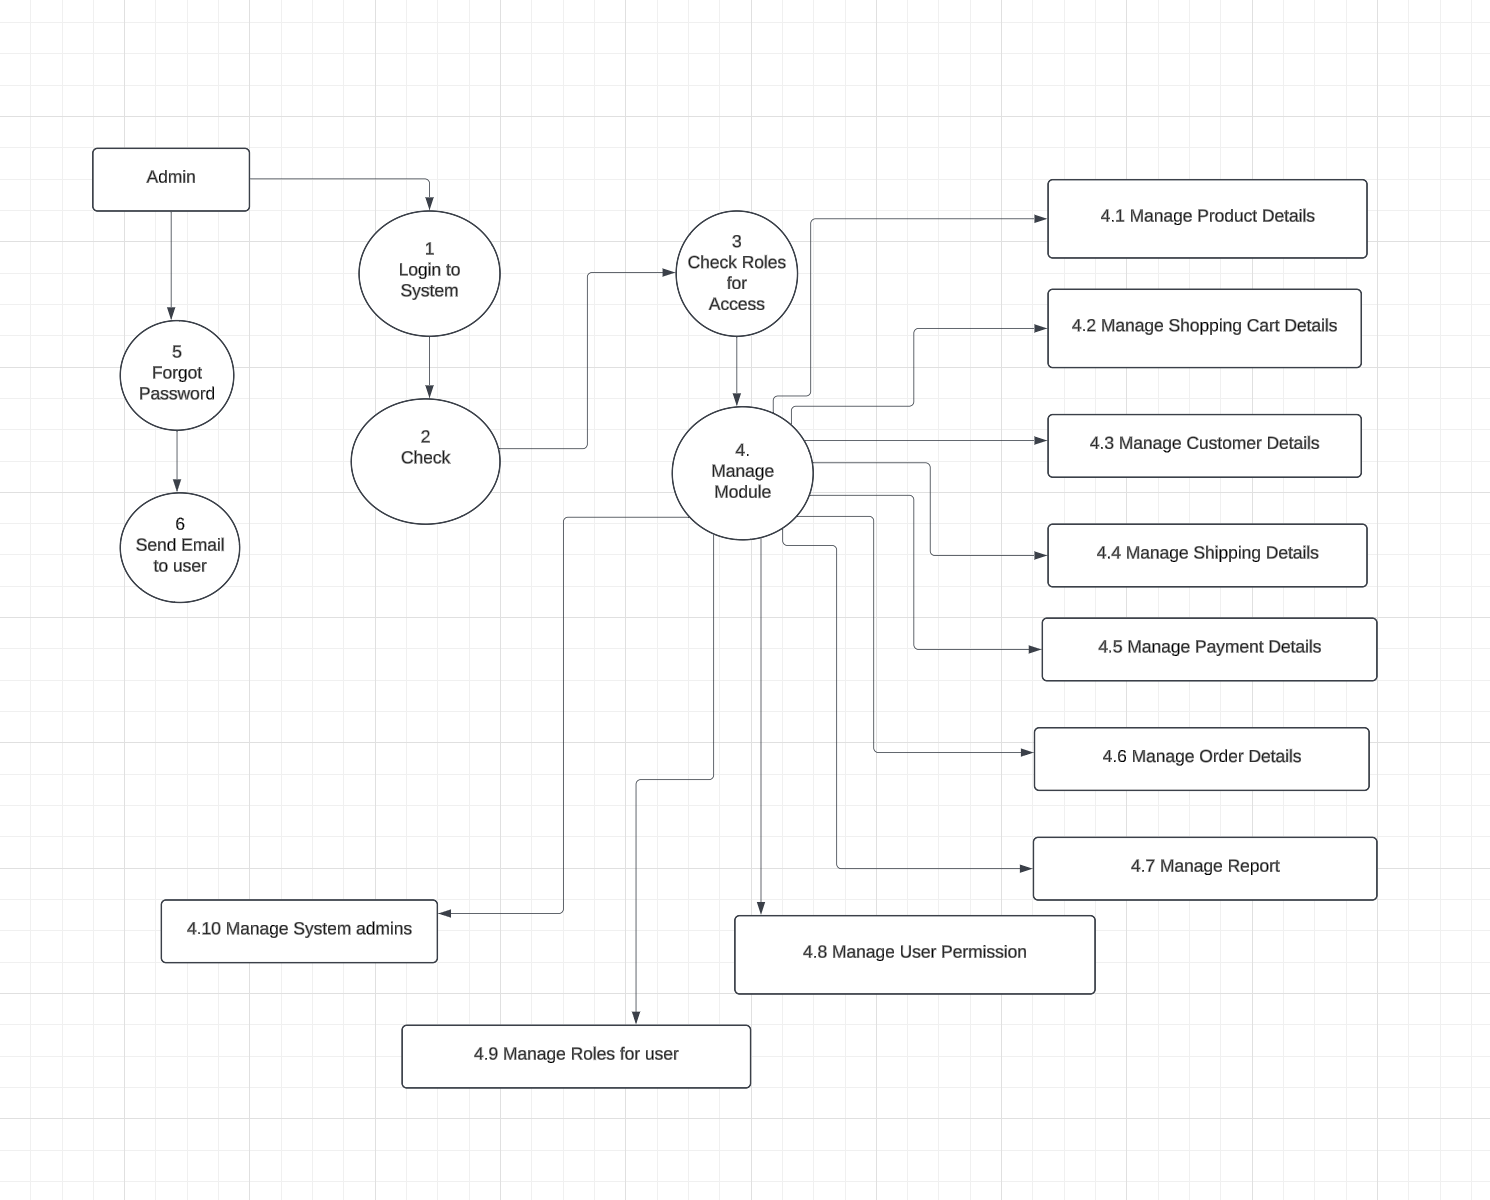 Admin
1
Login to
System
2
Check
3
Check Roles
for
Access
4.
Manage
Module
5
Forgot
Password
6
Send Email
to user
4.1 Manage Product Details
4.2 Manage Shopping Cart Details
4.3 Manage Customer Details
4.4 Manage Shipping Details
4.5 Manage Payment Details
4.6 Manage Order Details
4.7 Manage Report
4.8 Manage User Permission
4.9 Manage Roles for user
4.10 Manage System admins